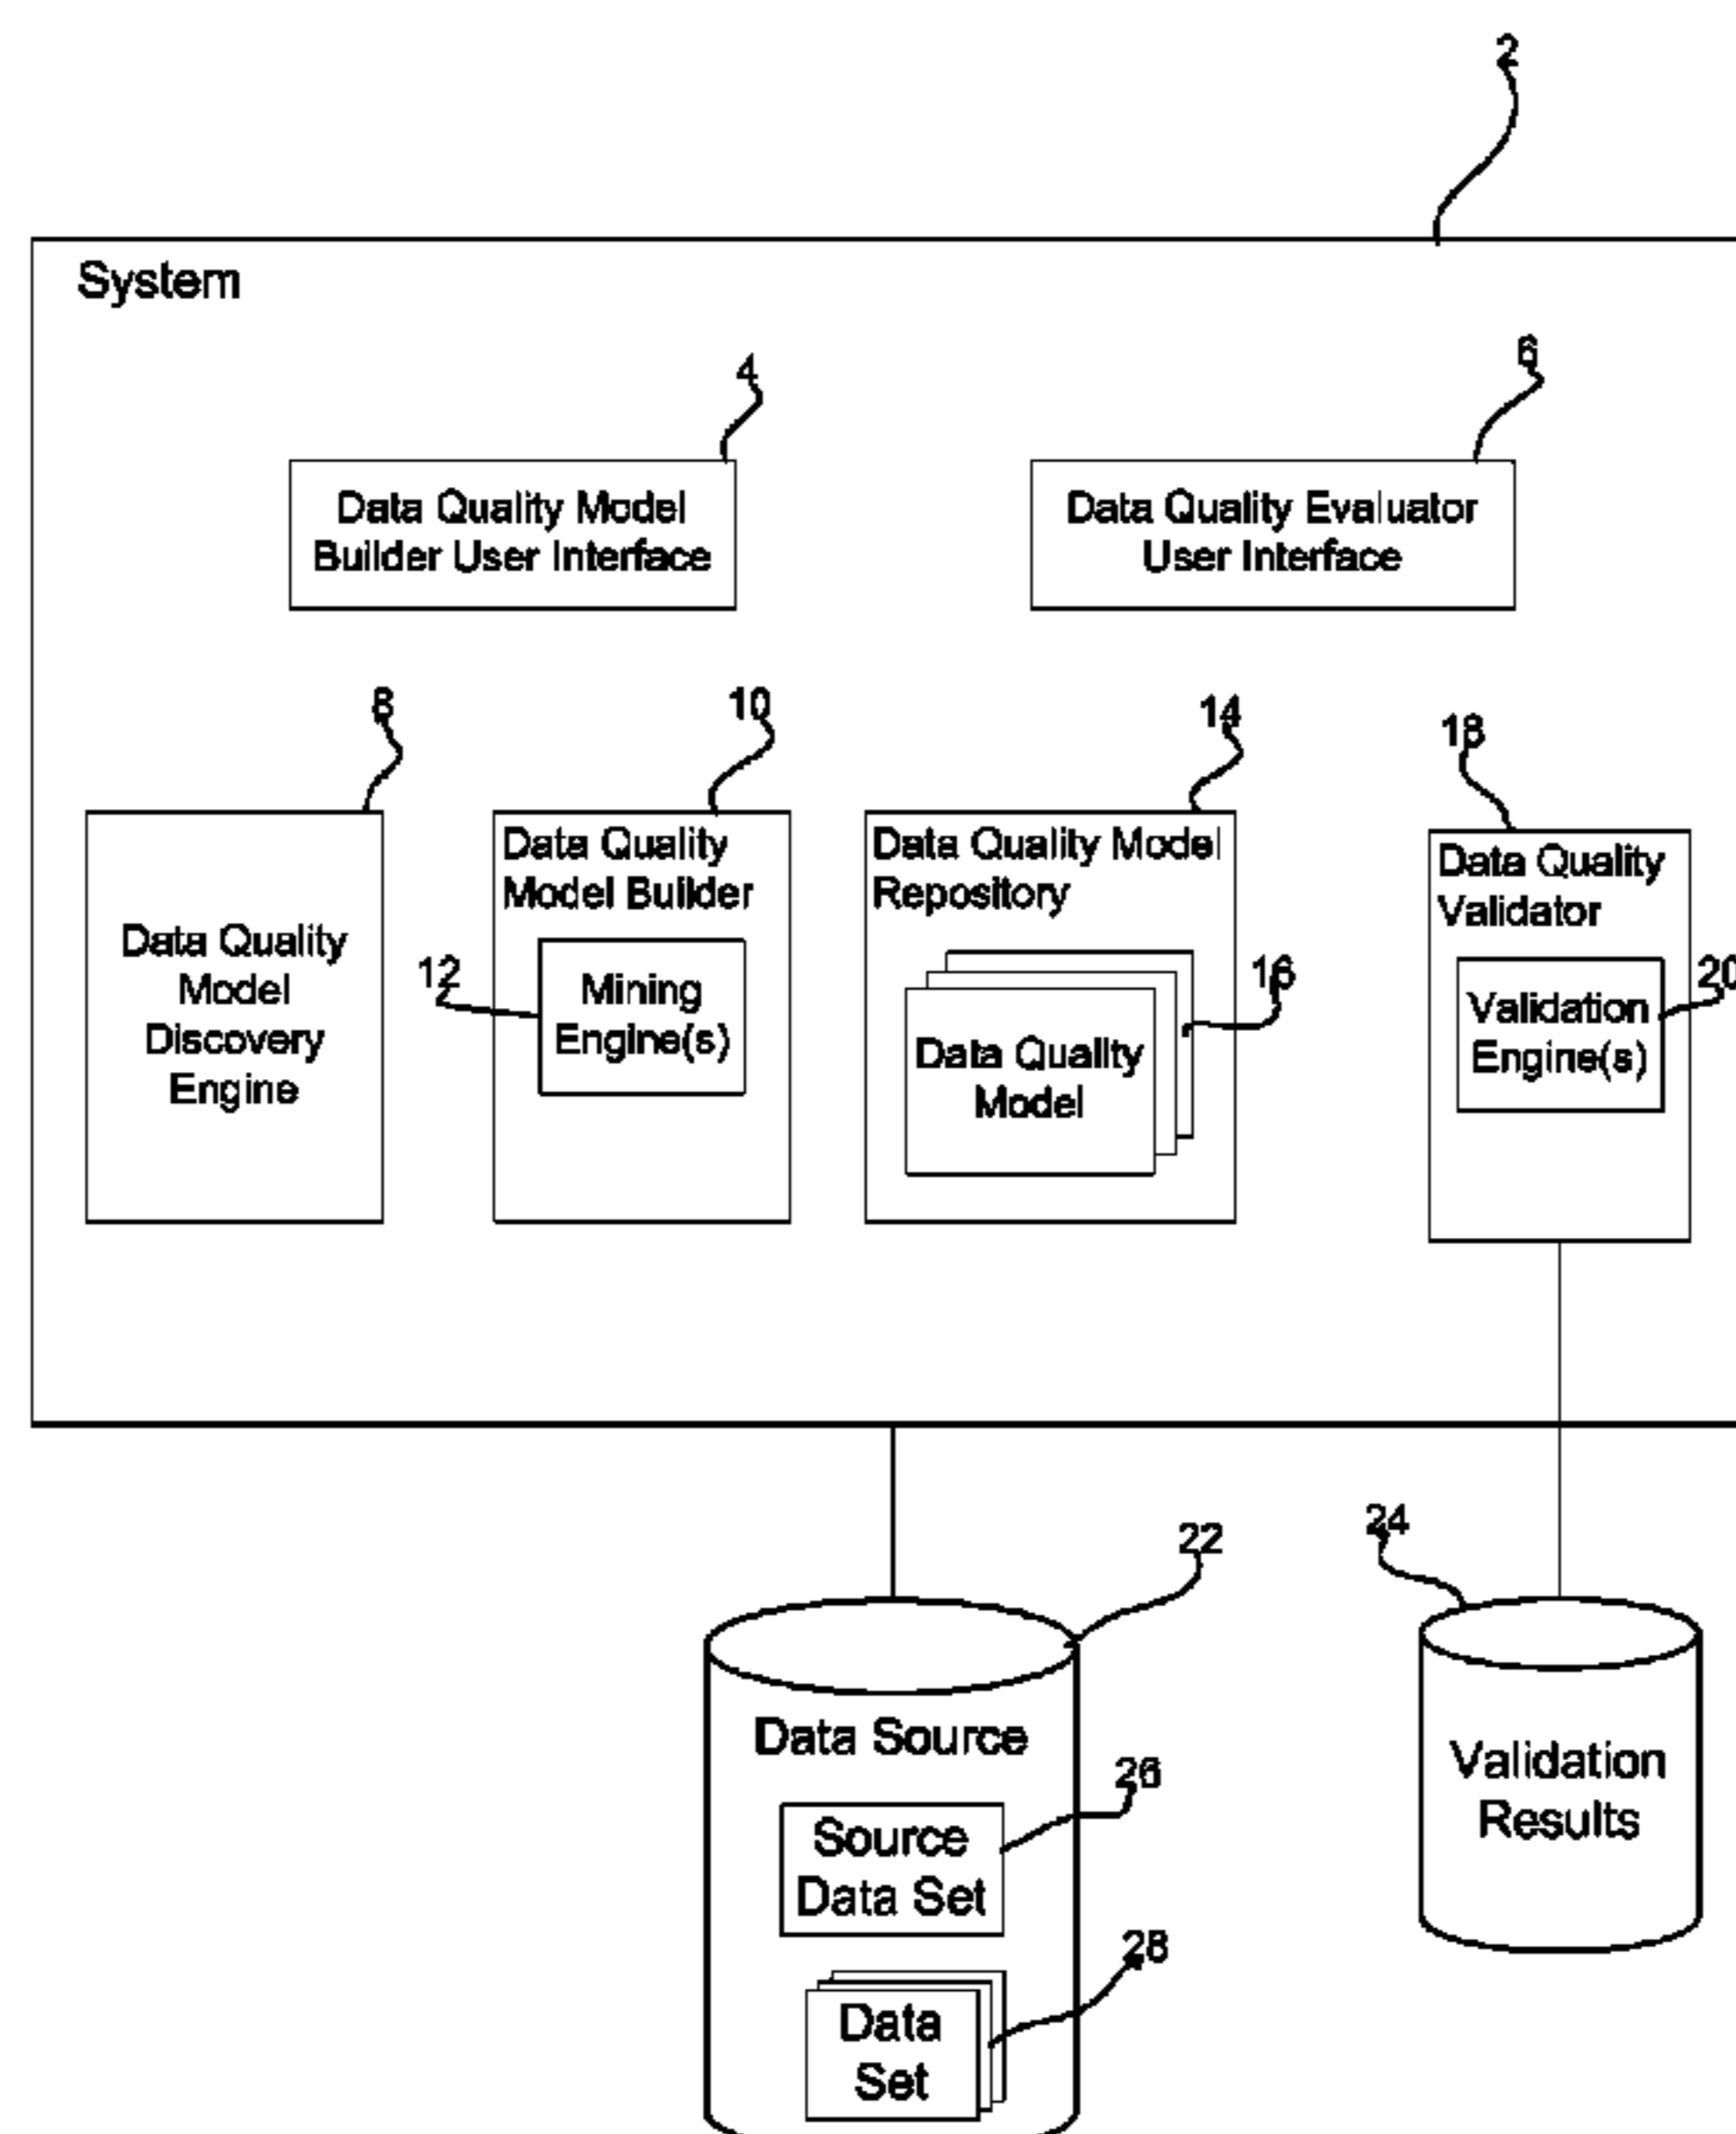 2
System
4
6
Data Quality Model
Builder User Interface
Data Quality Evaluator
User Interface
8
10
14
18
Data Quality
Model
Discovery
Engine
Data Quality
Model Builder
12
Mining
Engine(s)
Data Quality Model
Repository
16
Data Quality
Model
Data Quality
Validator
20
Validation
Engine(s)
22
24
Data Source
26
Source
Data Set
28
Data
Set
Validation
Results